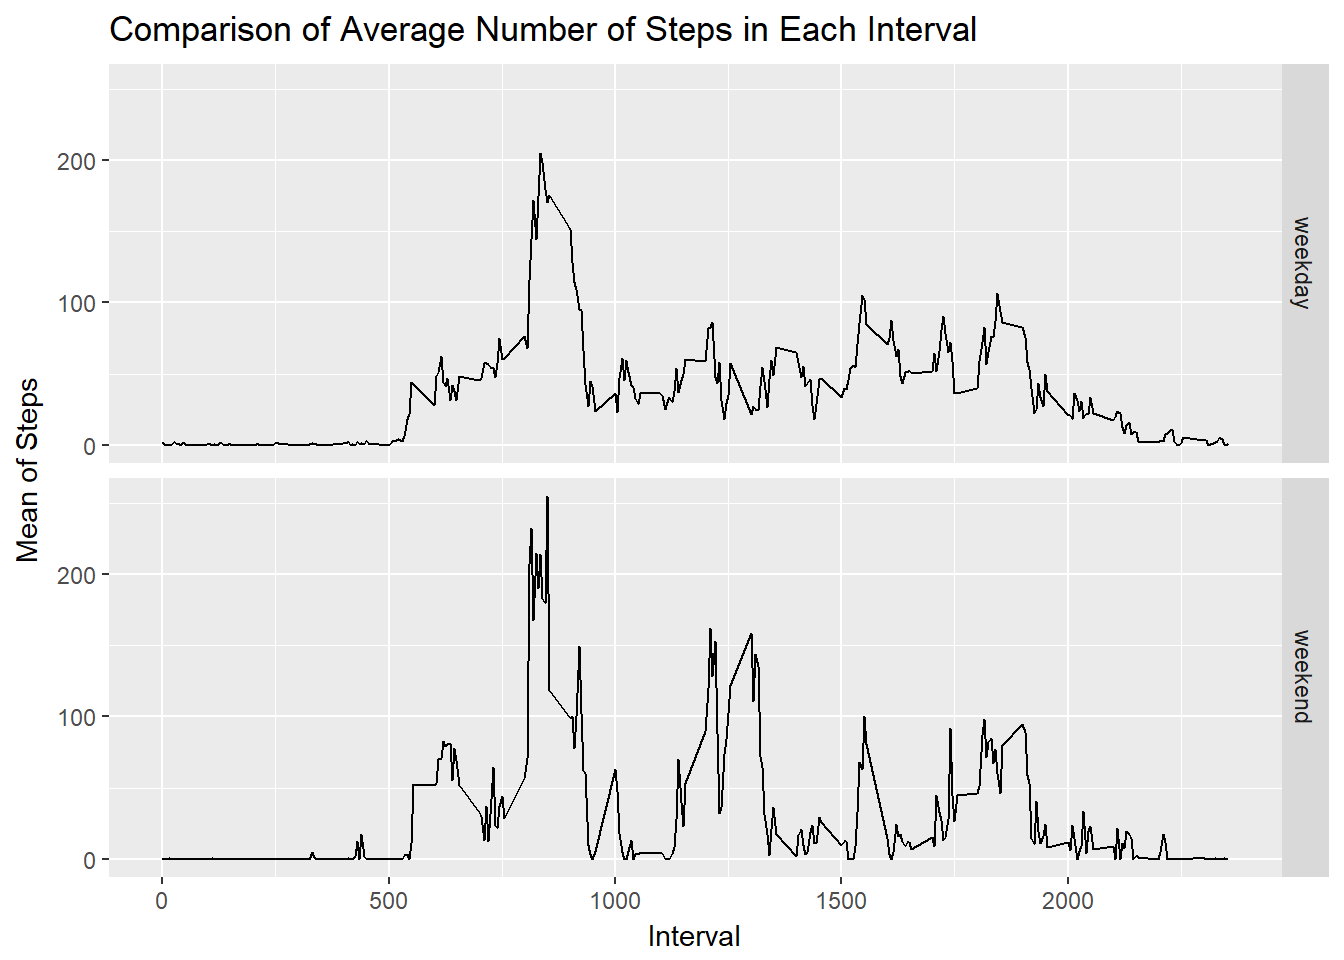 Comparison of Average Number of Steps in Each Interval
Mean of Steps
200
100
0
weekday
200
100
0
weekend
0 500 1000 1500 2000
Interval